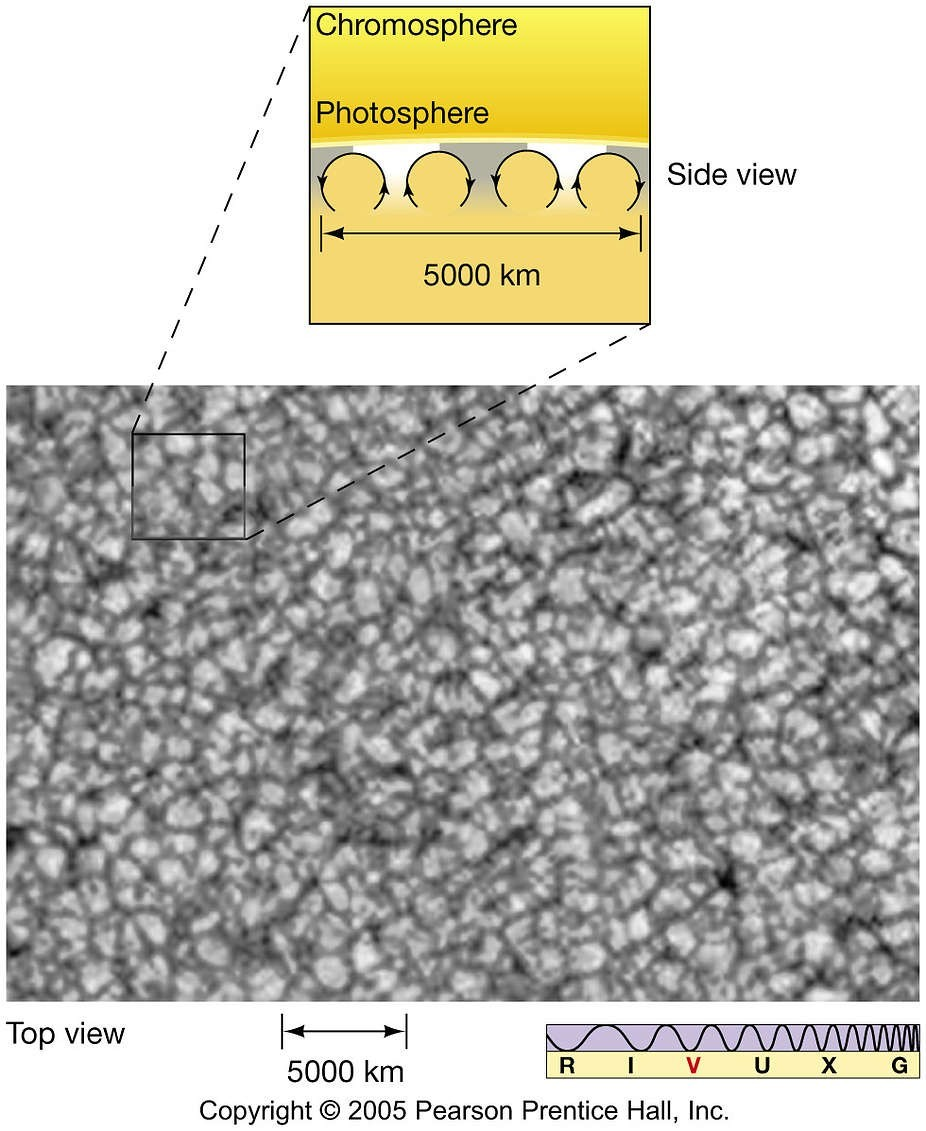 Chromosphere
Photosphere
Side view
5000 km
Top view
5000 km
R I V U X G
Copyright © 2005 Pearson Prentice Hall, Inc.